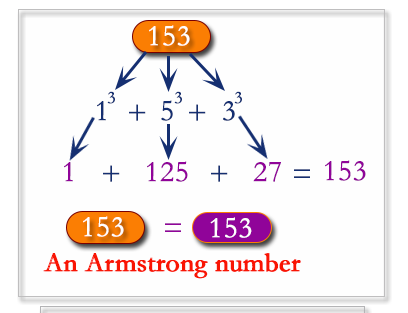 153
1³ + 5³ + 3³
1 + 125 + 27 = 153
153 = 153
An Armstrong number